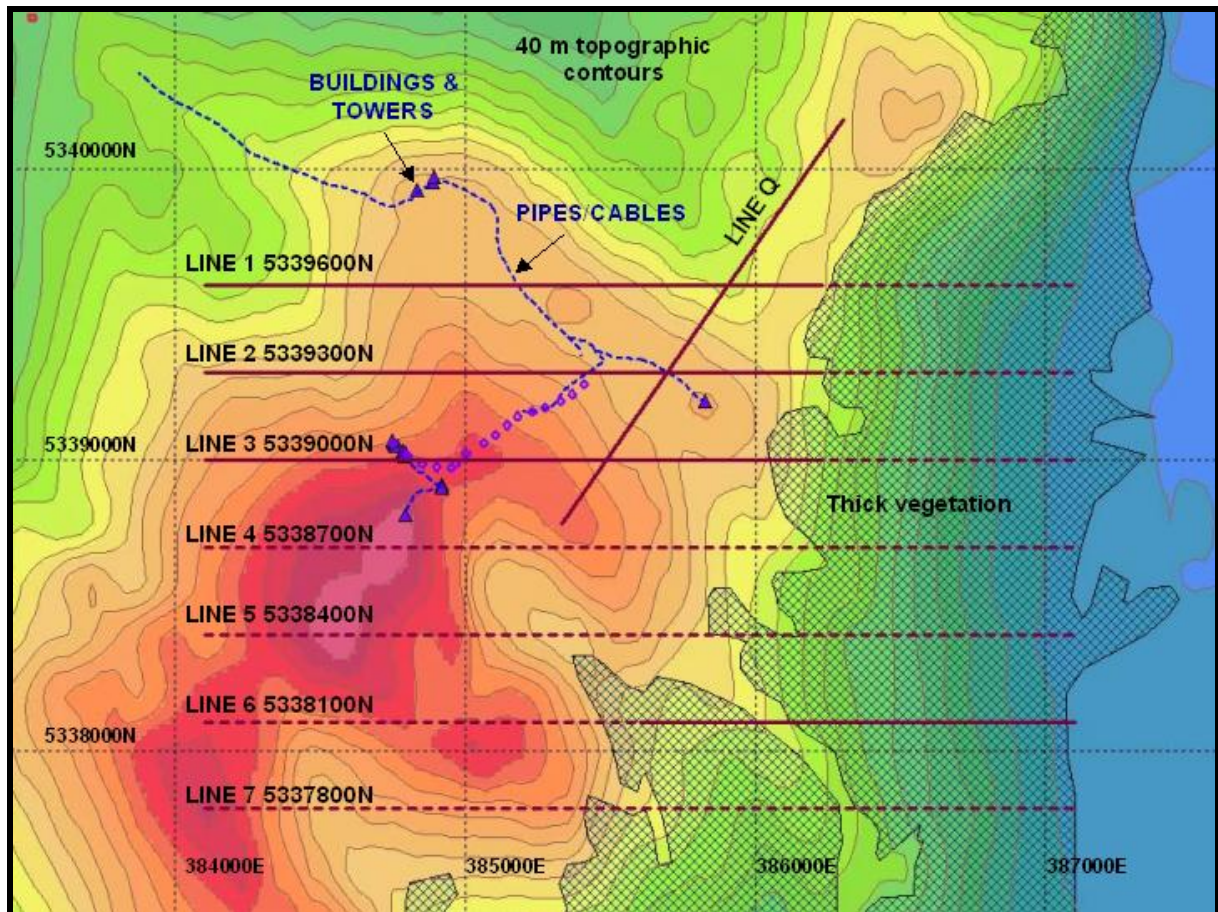 40 m topographic
contours
BUILDINGS &
TOWERS
5340000N
LINE Q
PIPES/CABLES
LINE 1 5339600N
LINE 2 5339300N
5339000N
LINE 3 5339000N
Thick vegetation
LINE 4 5338700N
LINE 5 5338400N
LINE 6 5338100N
5338000N
LINE 7 5337800N
384000E
385000E
386000E
387000E